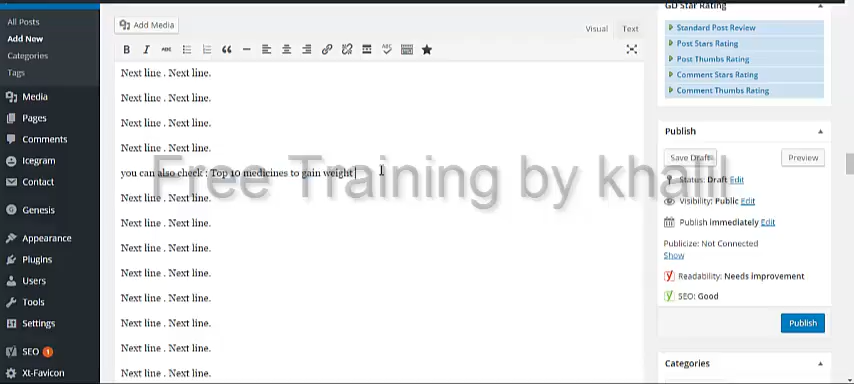 All Posts
Add New
Categories
Tags
Media
Pages
Comments
Icegram
Contact
Genesis
Appearance
Plugins
Users
Tools
Settings
SEO 1
Xt-Favicon
Add Media
Visual Text
B I ABC
Next line . Next line.
Next line . Next line.
Next line . Next line.
Next line . Next line.
you can also check : Top 10 medicines to gain weight
Next line . Next line.
Next line . Next line.
Next line . Next line.
Next line . Next line.
Next line . Next line.
Next line . Next line.
Next line . Next line.
Next line . Next line.
Free Training by khalil
GD Star Rating
Standard Post Review
Post Stars Rating
Post Thumbs Rating
Comment Stars Rating
Comment Thumbs Rating
Publish
Save Draft Preview
Status: Draft Edit
Visibility: Public Edit
Publish immediately Edit
Publicize: Not Connected
Show
Readability: Needs improvement
SEO: Good
Publish
Categories